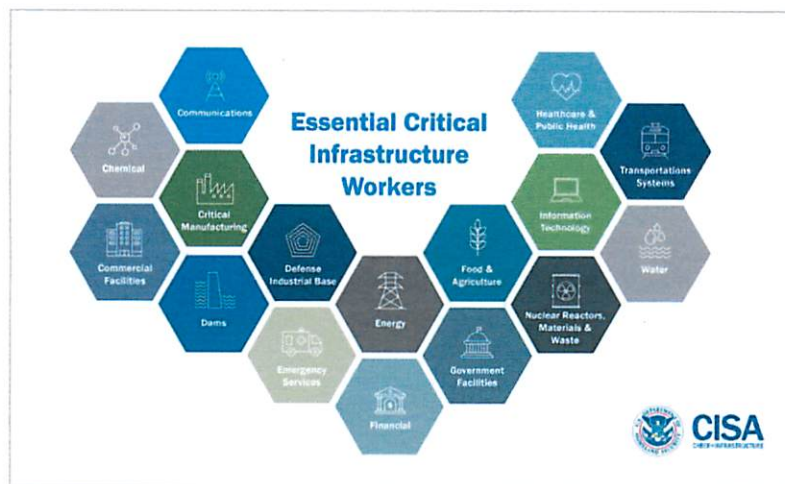 Essential Critical
Infrastructure
Workers
Communications
Chemical
Critical
Manufacturing
Commercial
Facilities
Defense
Industrial Base
Dams
Emergency
Services
Energy
Financial
Food &
Agriculture
Government
Facilities
Healthcare &
Public Health
Information
Technology
Nuclear Reactors,
Materials &
Waste
Transportations
Systems
Water
CISA